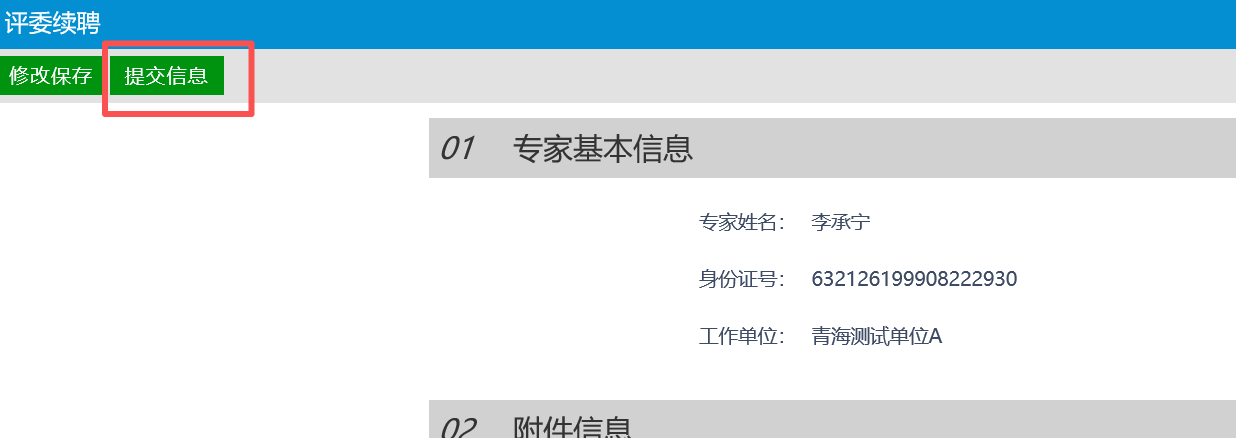 评委续聘
修改保存 提交信息
01 专家基本信息
专家姓名： 李承宁
身份证号： 632126199908222930
工作单位： 青海测试单位A
02 附件信息